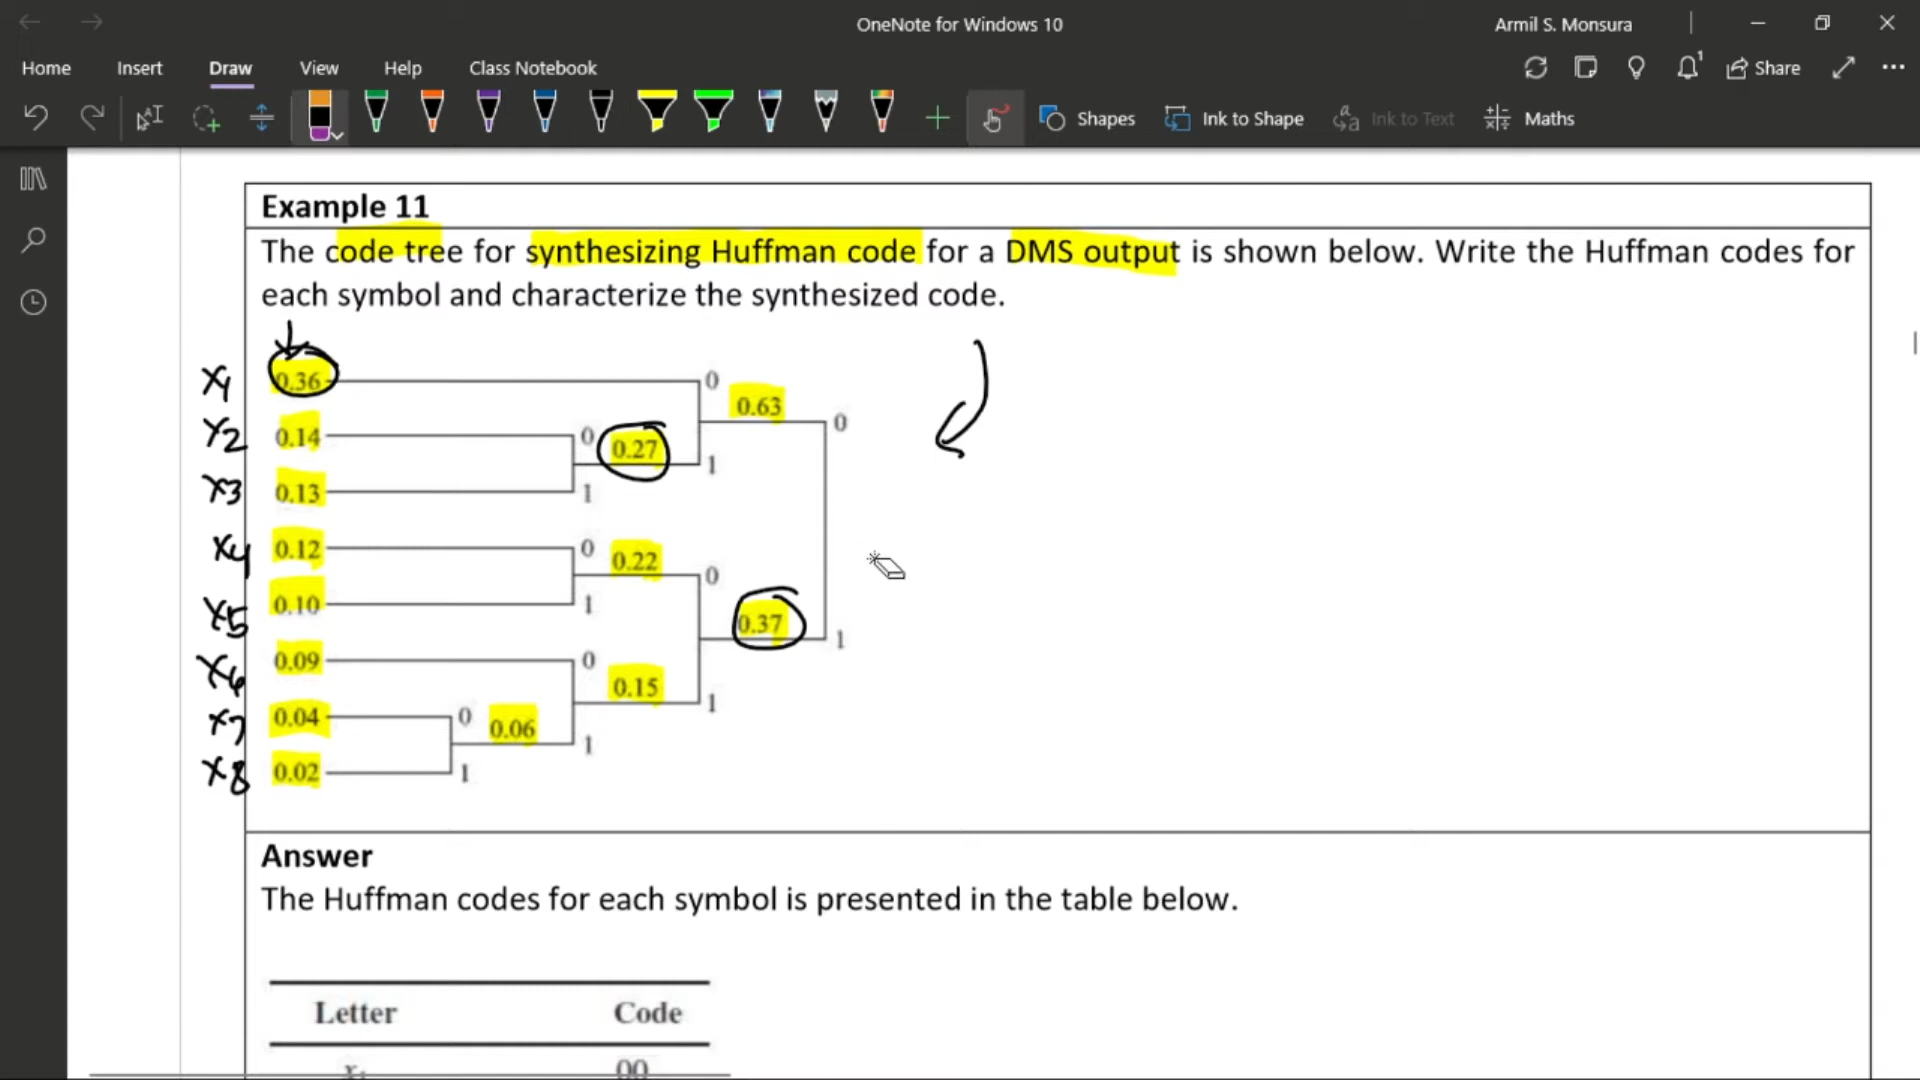 OneNote for Windows 10
Armil S. Monsura
Home Insert Draw View Help Class Notebook
1 Share
Shapes Ink to Shape Ink to Text Maths
Example 11
The code tree for synthesizing Huffman code for a DMS output is shown below. Write the Huffman codes for
each symbol and characterize the synthesized code.
x1 0.36 0
0.63 0
x2 0.14 0 0.27 1
x3 0.13 1
x4 0.12 0 0.22 0
x5 0.10 1
0.37 1
x6 0.09 0
0.15 1
x7 0.04 0 0.06 1
x8 0.02 1
Answer
The Huffman codes for each symbol is presented in the table below.
Letter Code
00